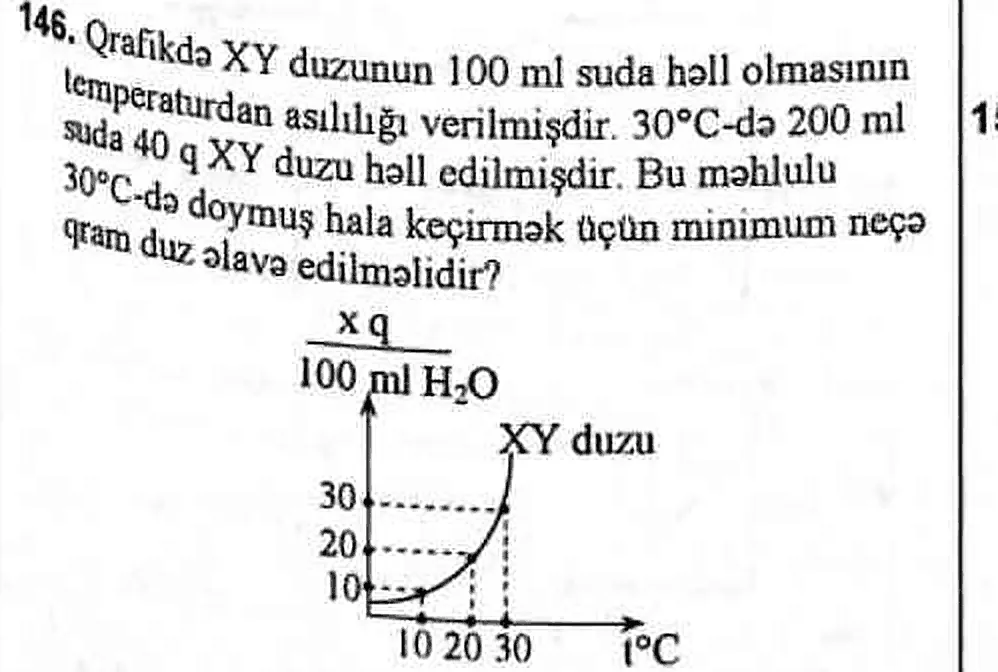 146. Qrafikdə XY duzunun 100 ml suda həll olmasının
temperaturdan asılılığı verilmişdir. 30°C-də 200 ml
suda 40 q XY duzu həll edilmişdir. Bu məhlulu
30°C-də doymuş hala keçirmək üçün minimum neçə
qram duz əlavə edilməlidir?
x q
100 ml H₂O
XY duzu
30
20
10
10 20 30 t°C